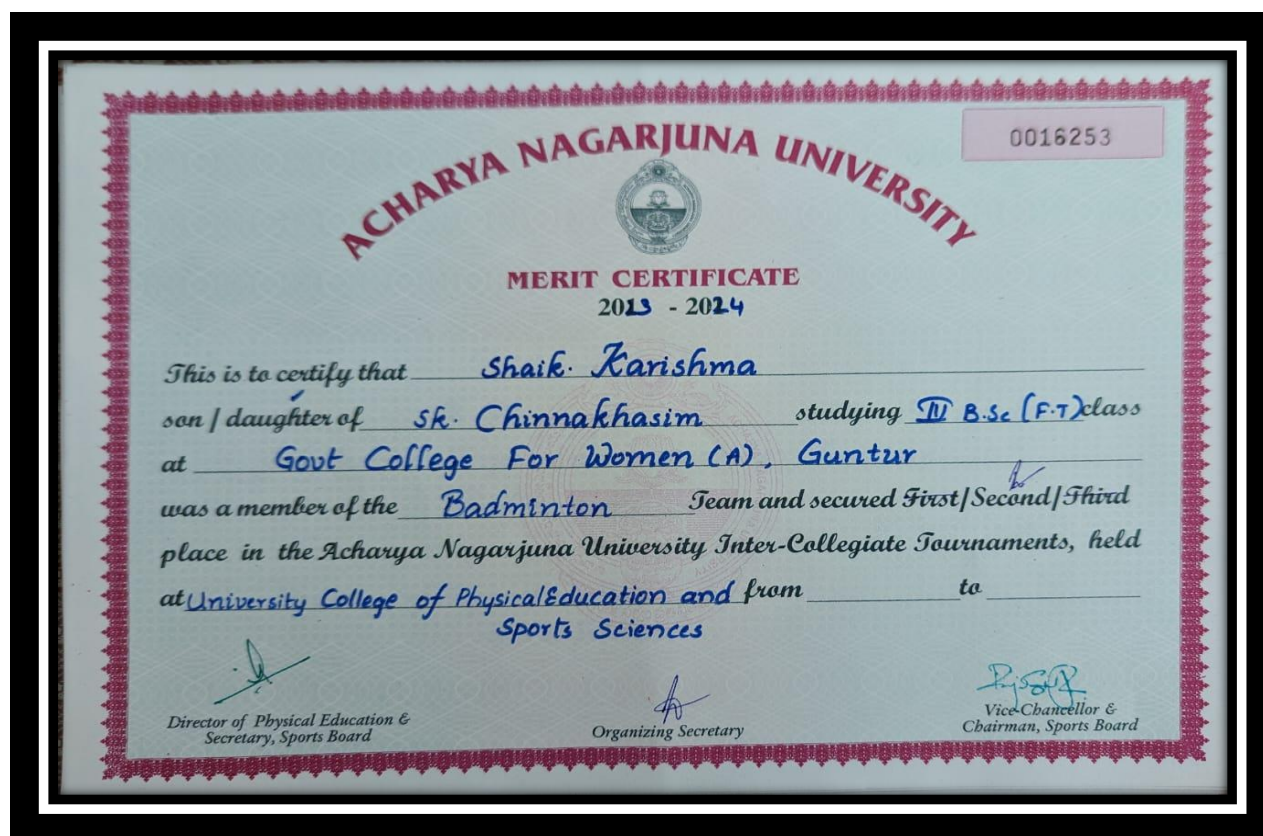 0016253
ACHARYA NAGARJUNA UNIVERSITY
MERIT CERTIFICATE
2023 - 2024
This is to certify that Shaik. Karishma
son / daughter of Sk. Chinnakhasim studying IV B.Sc (F.T) class
at Govt College For Women (A), Guntur
was a member of the Badminton Team and secured First/Second/Third
place in the Acharya Nagarjuna University Inter-Collegiate Tournaments, held
at University College of Physical Education and from to
Sports Sciences
Director of Physical Education &
Secretary, Sports Board
Organizing Secretary
Vice-Chancellor &
Chairman, Sports Board